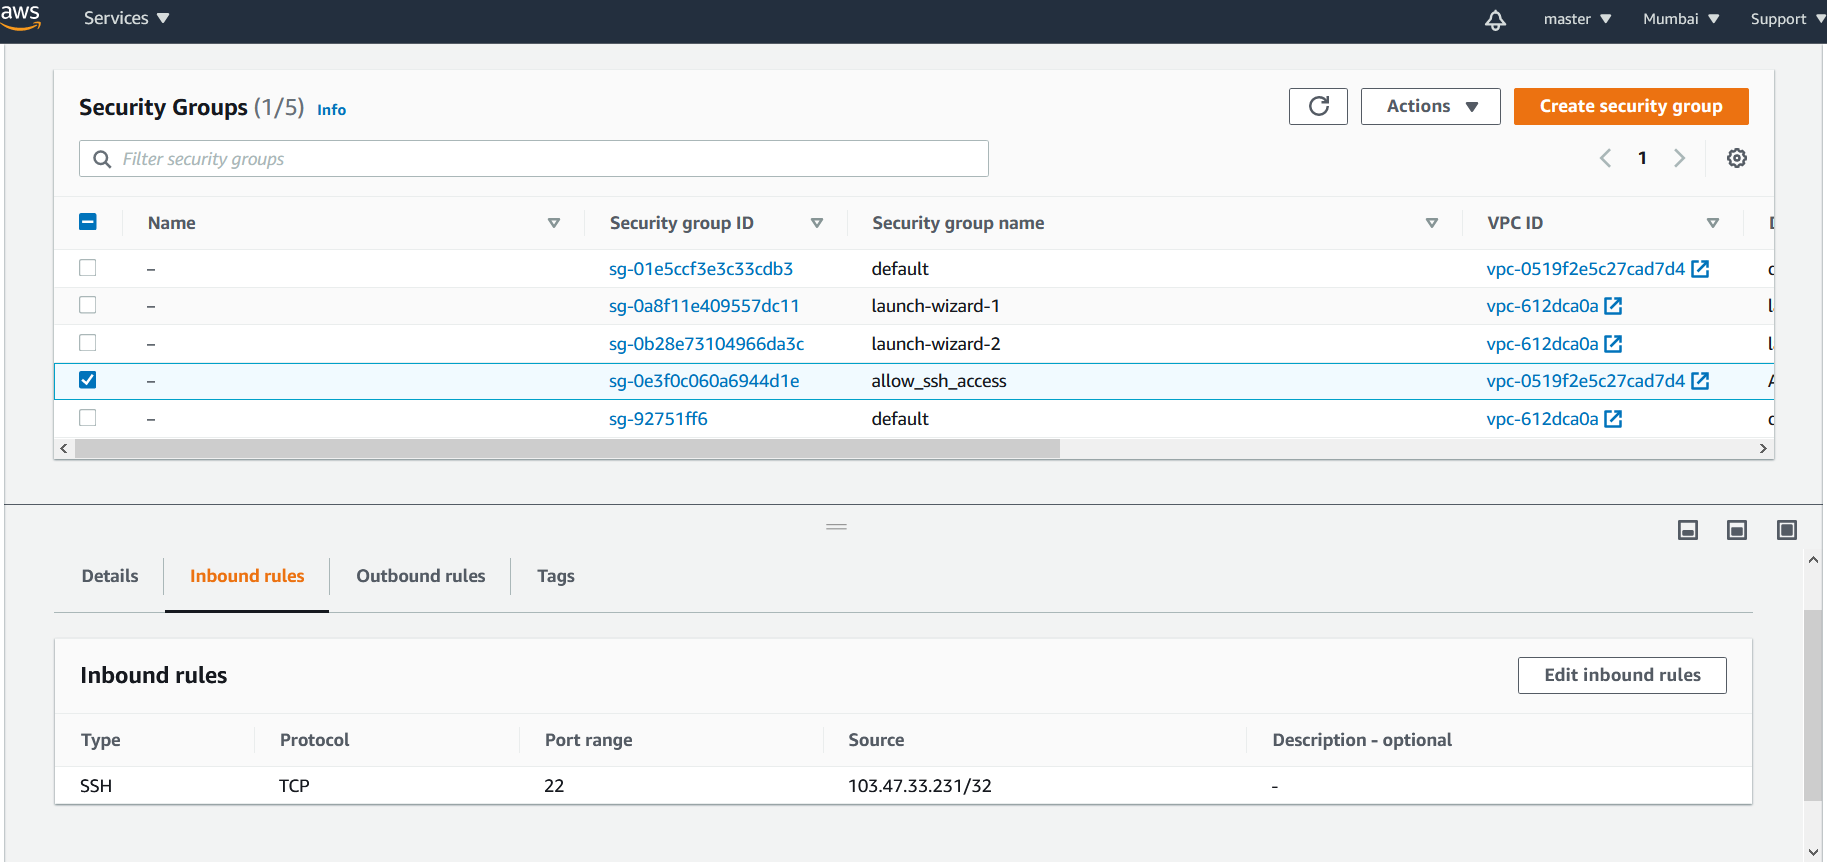 aws Services master Mumbai Support
Security Groups (1/5) Info Actions Create security group
Filter security groups 1
Name Security group ID Security group name VPC ID
– sg-01e5ccf3e3c33cdb3 default vpc-0519f2e5c27cad7d4
– sg-0a8f11e409557dc11 launch-wizard-1 vpc-612dca0a
– sg-0b28e73104966da3c launch-wizard-2 vpc-612dca0a
– sg-0e3f0c060a6944d1e allow_ssh_access vpc-0519f2e5c27cad7d4
– sg-92751ff6 default vpc-612dca0a
Details Inbound rules Outbound rules Tags
Inbound rules Edit inbound rules
Type Protocol Port range Source Description - optional
SSH TCP 22 103.47.33.231/32 -